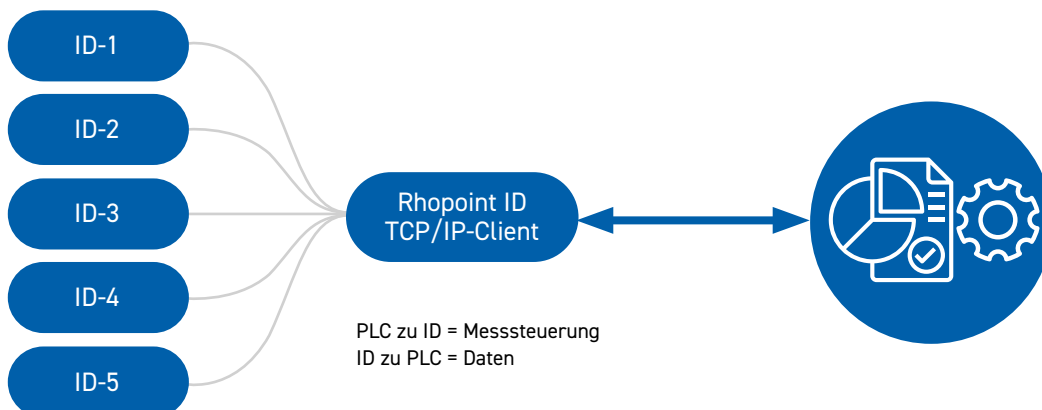 ID-1
ID-2
ID-3
ID-4
ID-5
Rhopoint ID
TCP/IP-Client
PLC zu ID = Messsteuerung
ID zu PLC = Daten